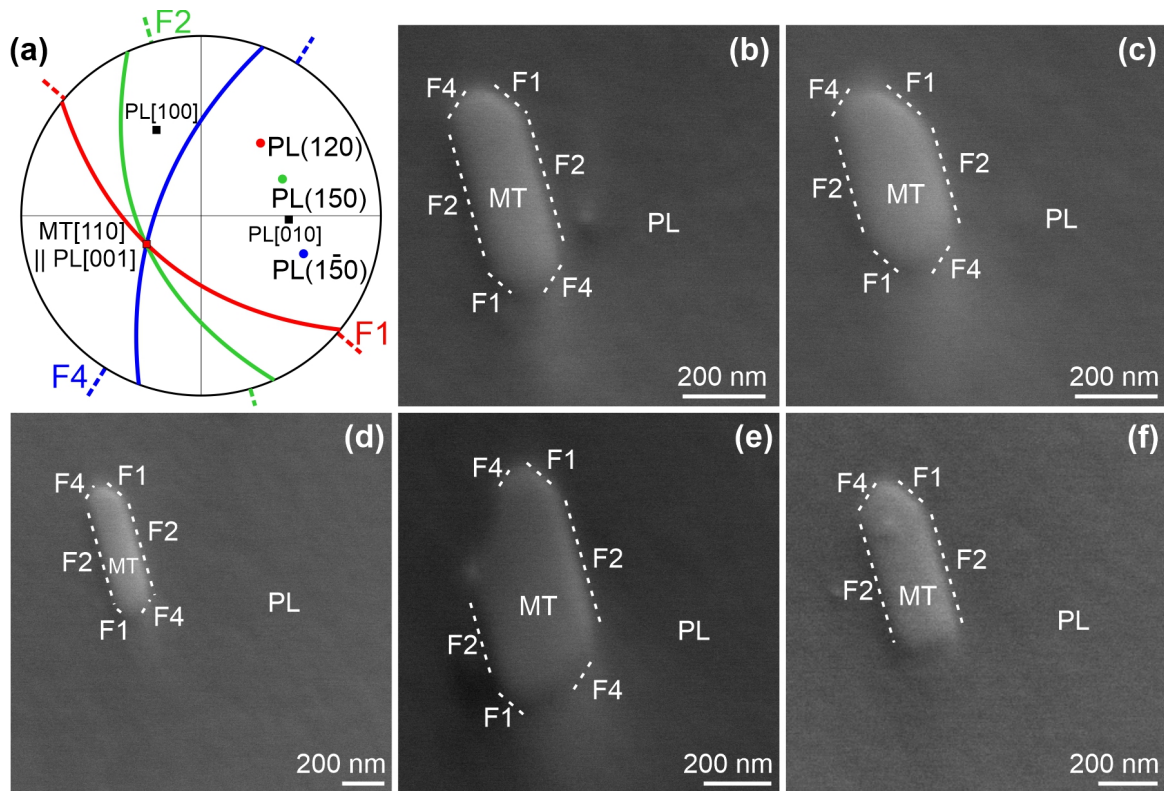 (a)
F2
PL[100]
PL(120)
PL(150)
MT[110]
|| PL[001]
PL[010]
PL(15̄0)
F1
F4
(b)
F4
F1
F2
MT
F2
PL
F1
F4
200 nm
(c)
F4
F1
F2
MT
F2
PL
F1
F4
200 nm
(d)
F4
F1
F2
F2
MT
PL
F1
F4
200 nm
(e)
F4
F1
F2
MT
F2
PL
F4
F1
200 nm
(f)
F4
F1
F2
F2
MT
PL
200 nm